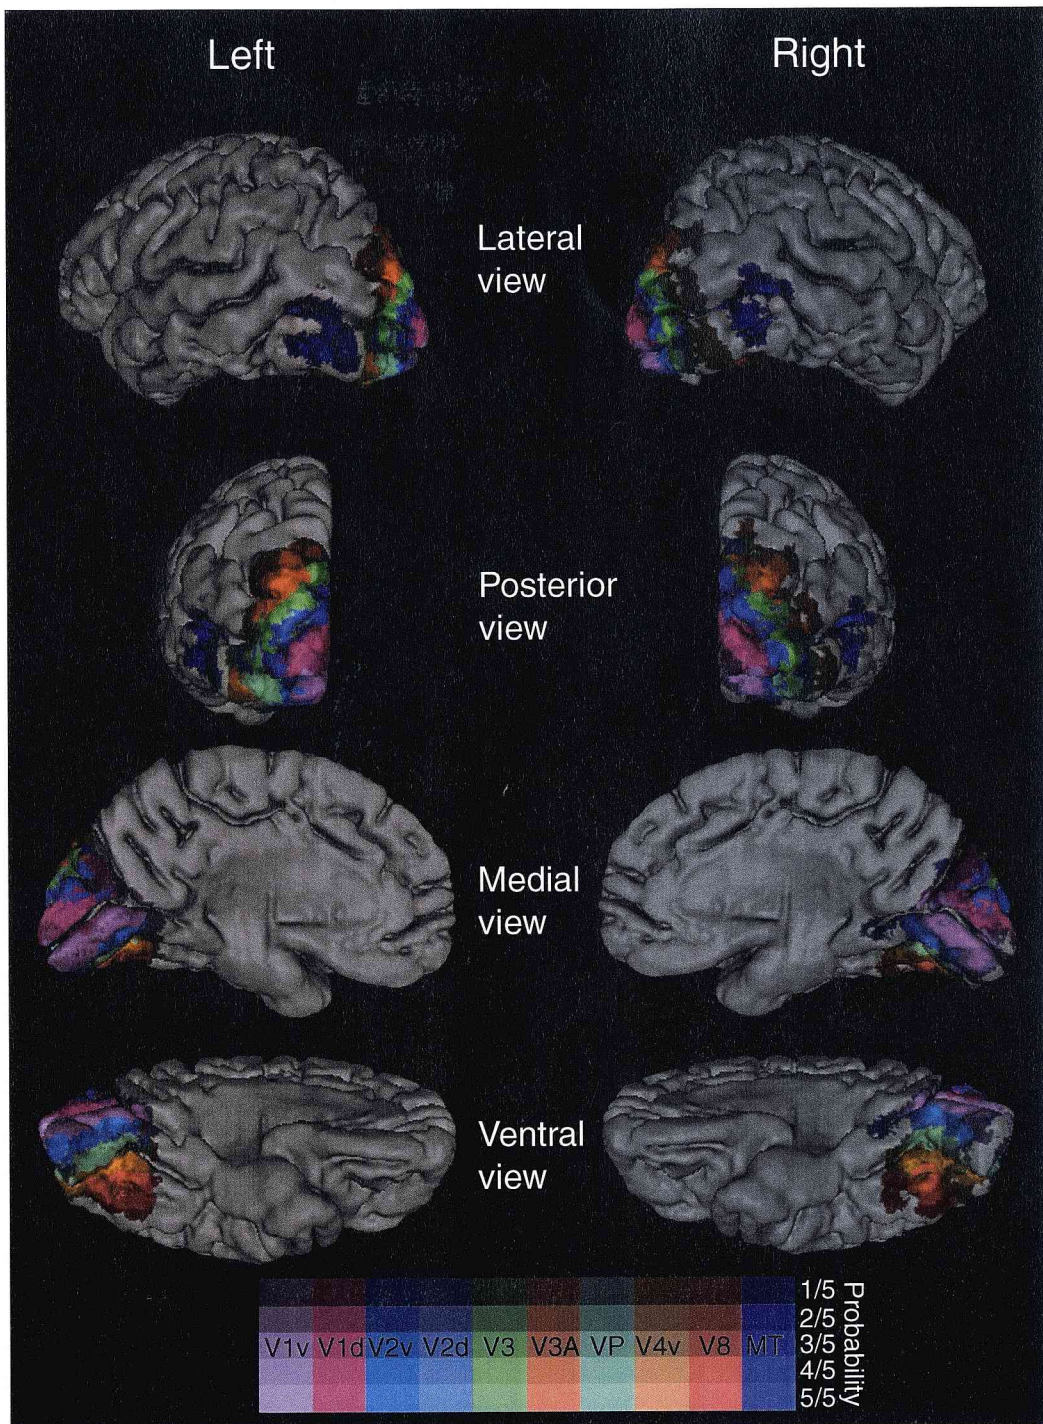 Left
Right
Lateral
view
Posterior
view
Medial
view
Ventral
view
V1v V1d V2v V2d V3 V3A VP V4v V8 MT
1/5
2/5
3/5
4/5
5/5
Probability